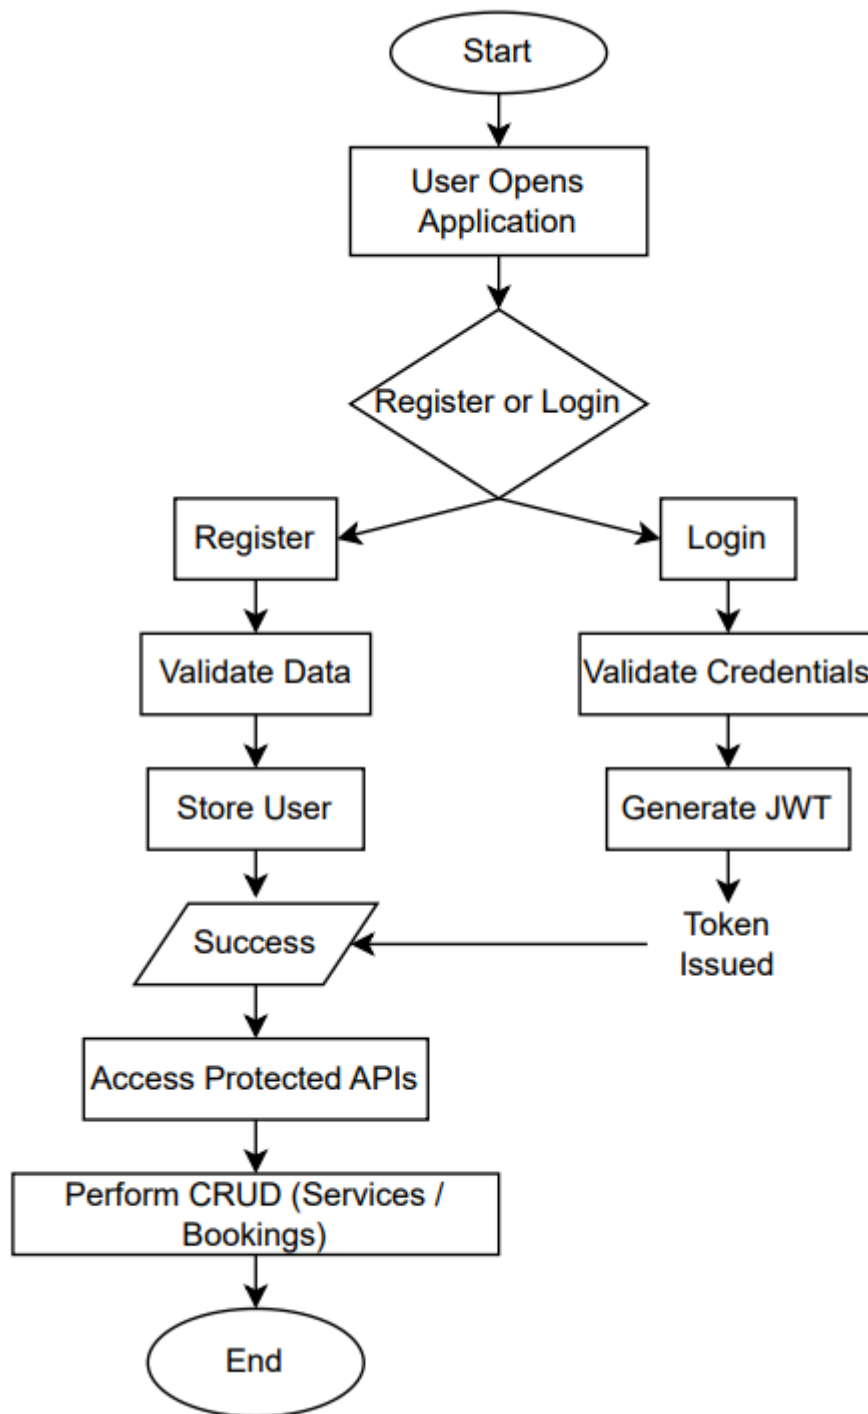 Start
User Opens
Application
Register or Login
Register
Login
Validate Data
Validate Credentials
Store User
Generate JWT
Success
Token
Issued
Access Protected APIs
Perform CRUD (Services /
Bookings)
End